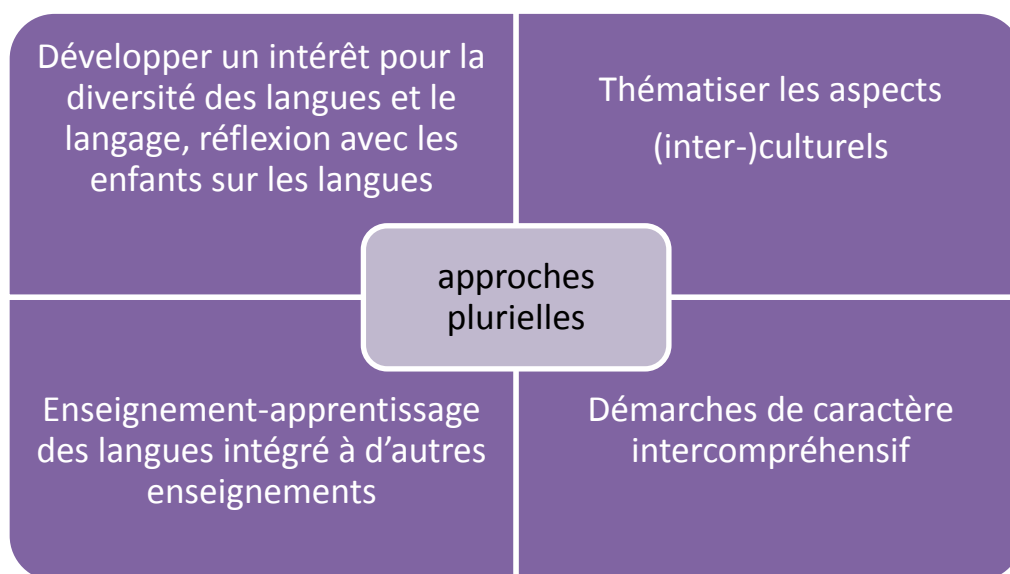 Développer un intérêt pour la
diversité des langues et le
langage, réflexion avec les
enfants sur les langues
Thématiser les aspects
(inter-)culturels
approches
plurielles
Enseignement-apprentissage
des langues intégré à d’autres
enseignements
Démarches de caractère
intercompréhensif